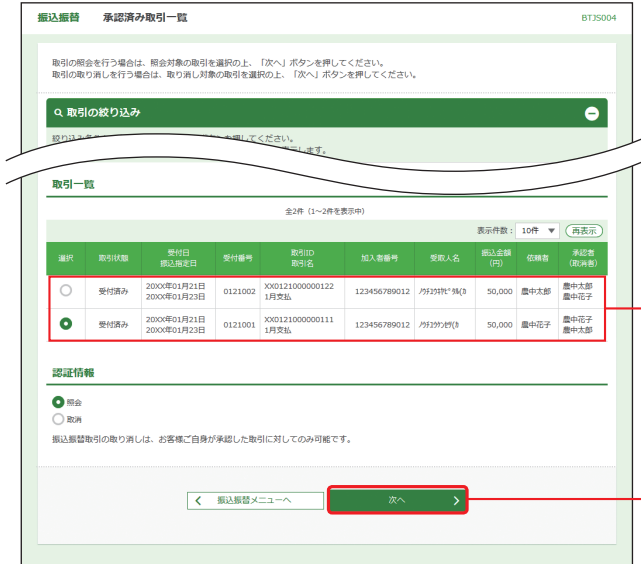 振込振替 承認済み取引一覧 BTJS004
取引の照会を行う場合は、照会対象の取引を選択の上、「次へ」ボタンを押してください。
取引の取り消しを行う場合は、取り消し対象の取引を選択の上、「次へ」ボタンを押してください。
取引の絞り込み
ください。
します。
取引一覧
全2件（1～2件を表示中）
表示件数： 10件 再表示
選択 取引状態 受付日 受付番号 取引ID 加入者番号 受取人名 振込金額 依頼者 承認者
振込指定日 取引名 （円） （取消者）
受付済み 20XX年01月21日 0121002 XX0121000000122 123456789012 50,000 農中太郎 農中太郎
20XX年01月23日 1月支払 農中花子
受付済み 20XX年01月21日 0121001 XX0121000000111 123456789012 50,000 農中花子 農中花子
20XX年01月23日 1月支払 農中太郎
認証情報
照会
取消
振込振替取引の取り消しは、お客様ご自身が承認した取引に対してのみ可能です。
振込振替メニューへ 次へ